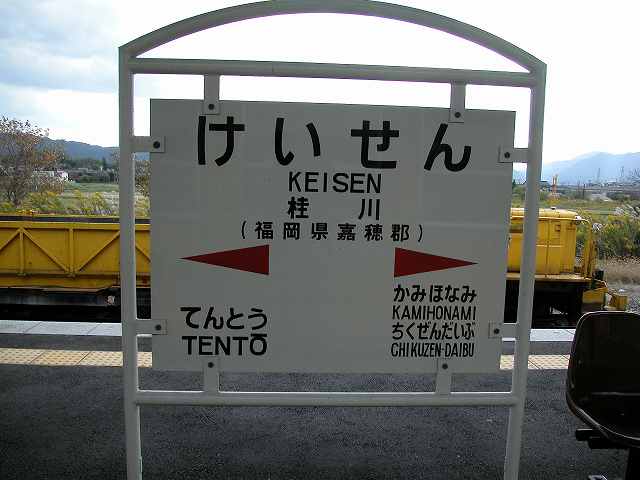 けいせん
KEISEN
桂川
(福岡県嘉穂郡)
てんとう
TENTŌ
かみほなみ
KAMIHONAMI
ちくぜんだいぶ
CHIKUZEN-DAIBU